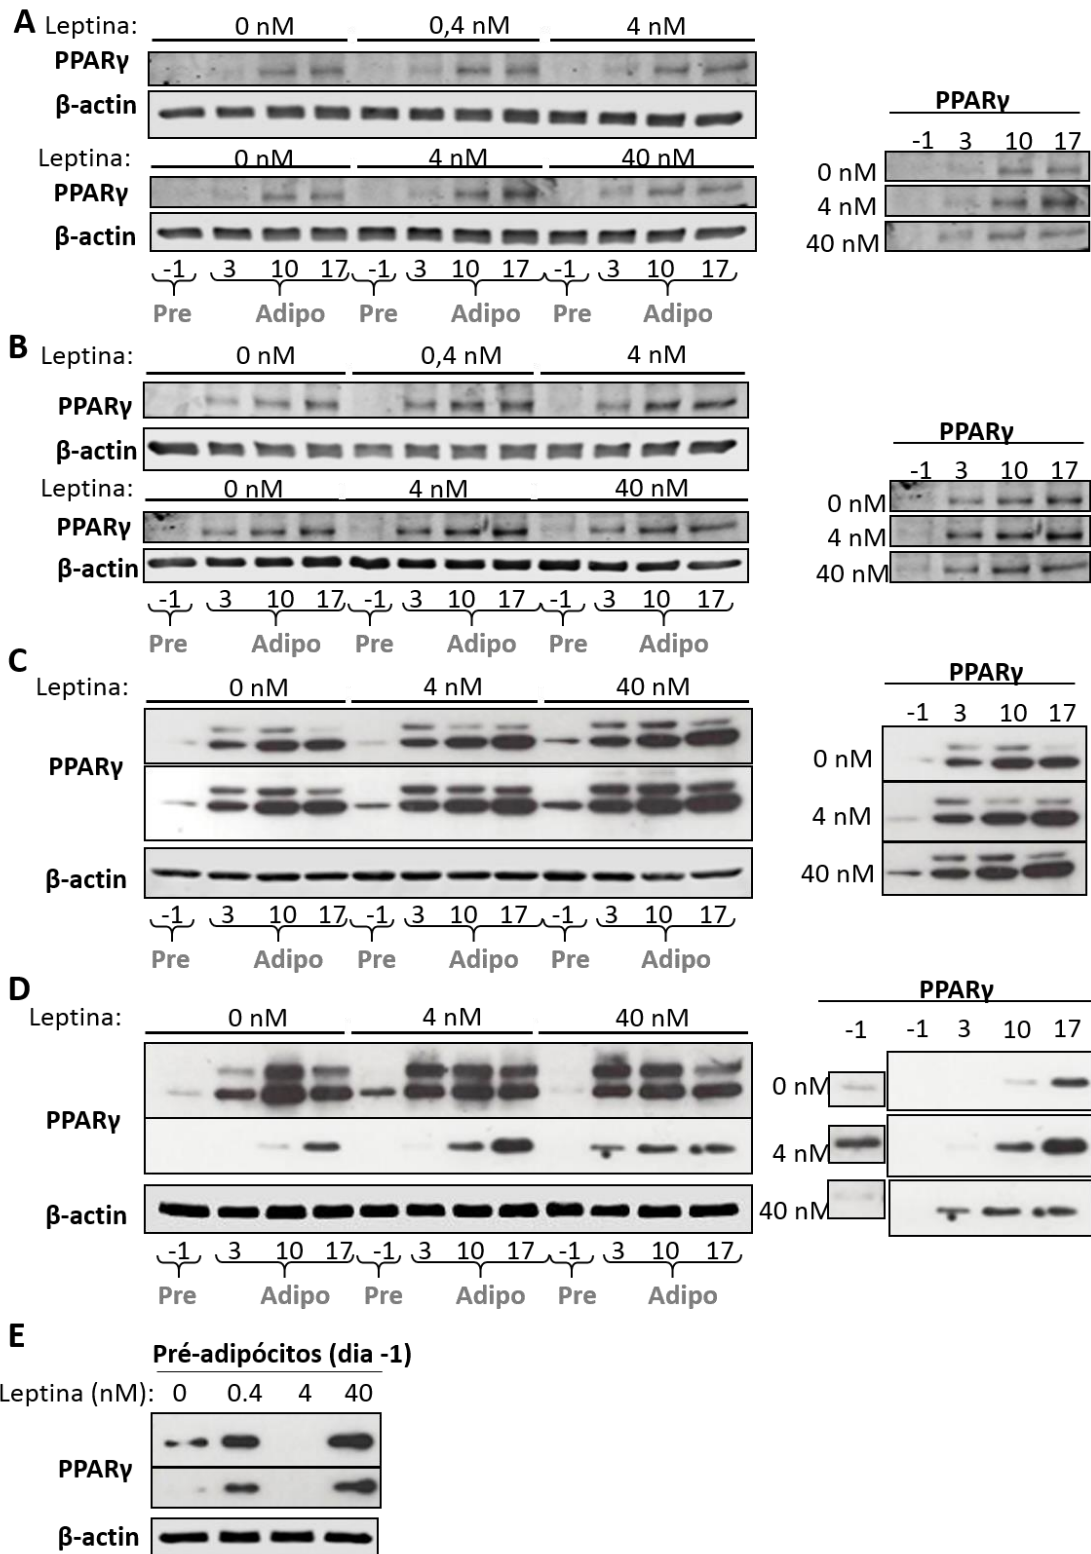 A Leptina: 0 nM 0,4 nM 4 nM
PPARγ
β-actin
Leptina: 0 nM 4 nM 40 nM
PPARγ
β-actin
-1 3 10 17 -1 3 10 17 -1 3 10 17
Pre Adipo Pre Adipo Pre Adipo
PPARγ
-1 3 10 17
0 nM
4 nM
40 nM
B Leptina: 0 nM 0,4 nM 4 nM
PPARγ
β-actin
Leptina: 0 nM 4 nM 40 nM
PPARγ
β-actin
-1 3 10 17 -1 3 10 17 -1 3 10 17
Pre Adipo Pre Adipo Pre Adipo
PPARγ
-1 3 10 17
0 nM
4 nM
40 nM
C
Leptina: 0 nM 4 nM 40 nM
PPARγ
β-actin
-1 3 10 17 -1 3 10 17 -1 3 10 17
Pre Adipo Pre Adipo Pre Adipo
PPARγ
-1 3 10 17
0 nM
4 nM
40 nM
D
Leptina: 0 nM 4 nM 40 nM
PPARγ
β-actin
-1 3 10 17 -1 3 10 17 -1 3 10 17
Pre Adipo Pre Adipo Pre Adipo
PPARγ
-1 -1 3 10 17
0 nM
4 nM
40 nM
E
Pré-adipócitos (dia -1)
Leptina (nM): 0 0.4 4 40
PPARγ
β-actin